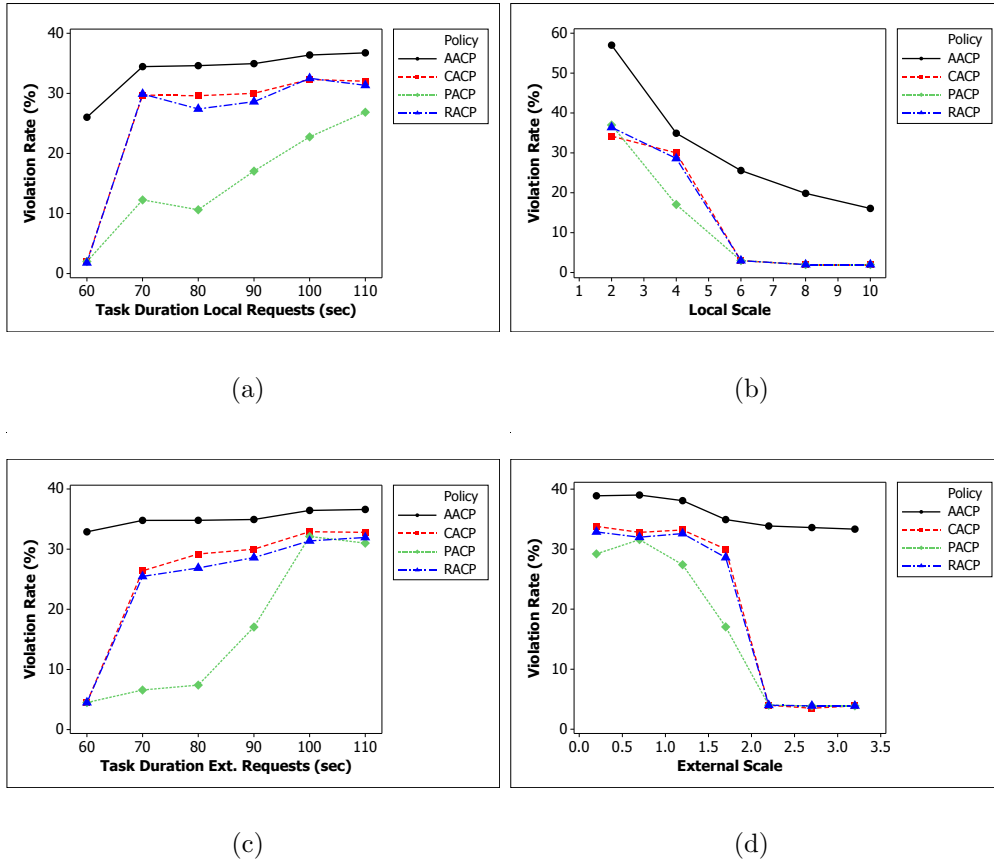 40
30
20
10
0
Violation Rate (%)
60 70 80 90 100 110
Task Duration Local Requests (sec)
Policy
AACP
CACP
PACP
RACP
(a)
60
50
40
30
20
10
0
Violation Rate (%)
1 2 3 4 5 6 7 8 9 10
Local Scale
Policy
AACP
CACP
PACP
RACP
(b)
40
30
20
10
0
Violation Rate (%)
60 70 80 90 100 110
Task Duration Ext. Requests (sec)
Policy
AACP
CACP
PACP
RACP
(c)
40
30
20
10
0
Violation Rate (%)
0.0 0.5 1.0 1.5 2.0 2.5 3.0 3.5
External Scale
Policy
AACP
CACP
PACP
RACP
(d)